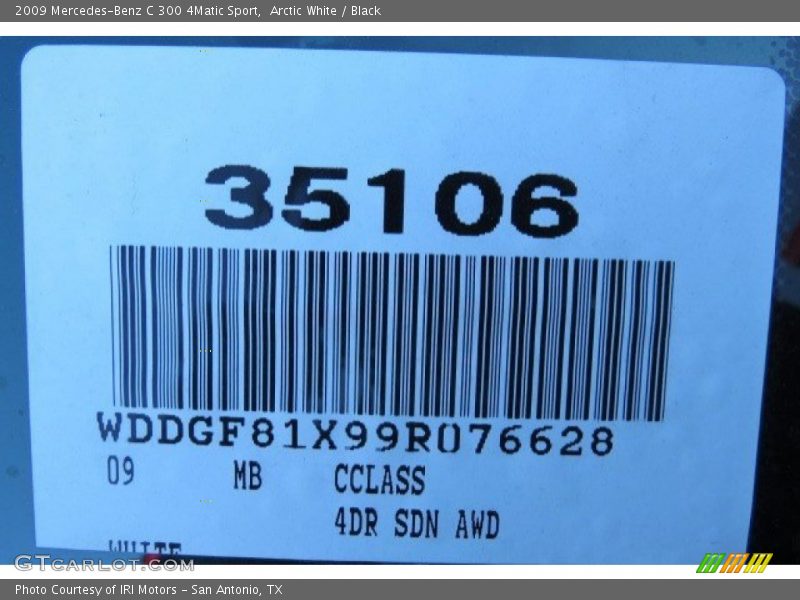 2009 Mercedes-Benz C 300 4Matic Sport, Arctic White / Black
35106
WDDGF81X99R076628
09 MB CCLASS
4DR SDN AWD
WHITE
GTcarlot.com
Photo Courtesy of IRI Motors - San Antonio, TX